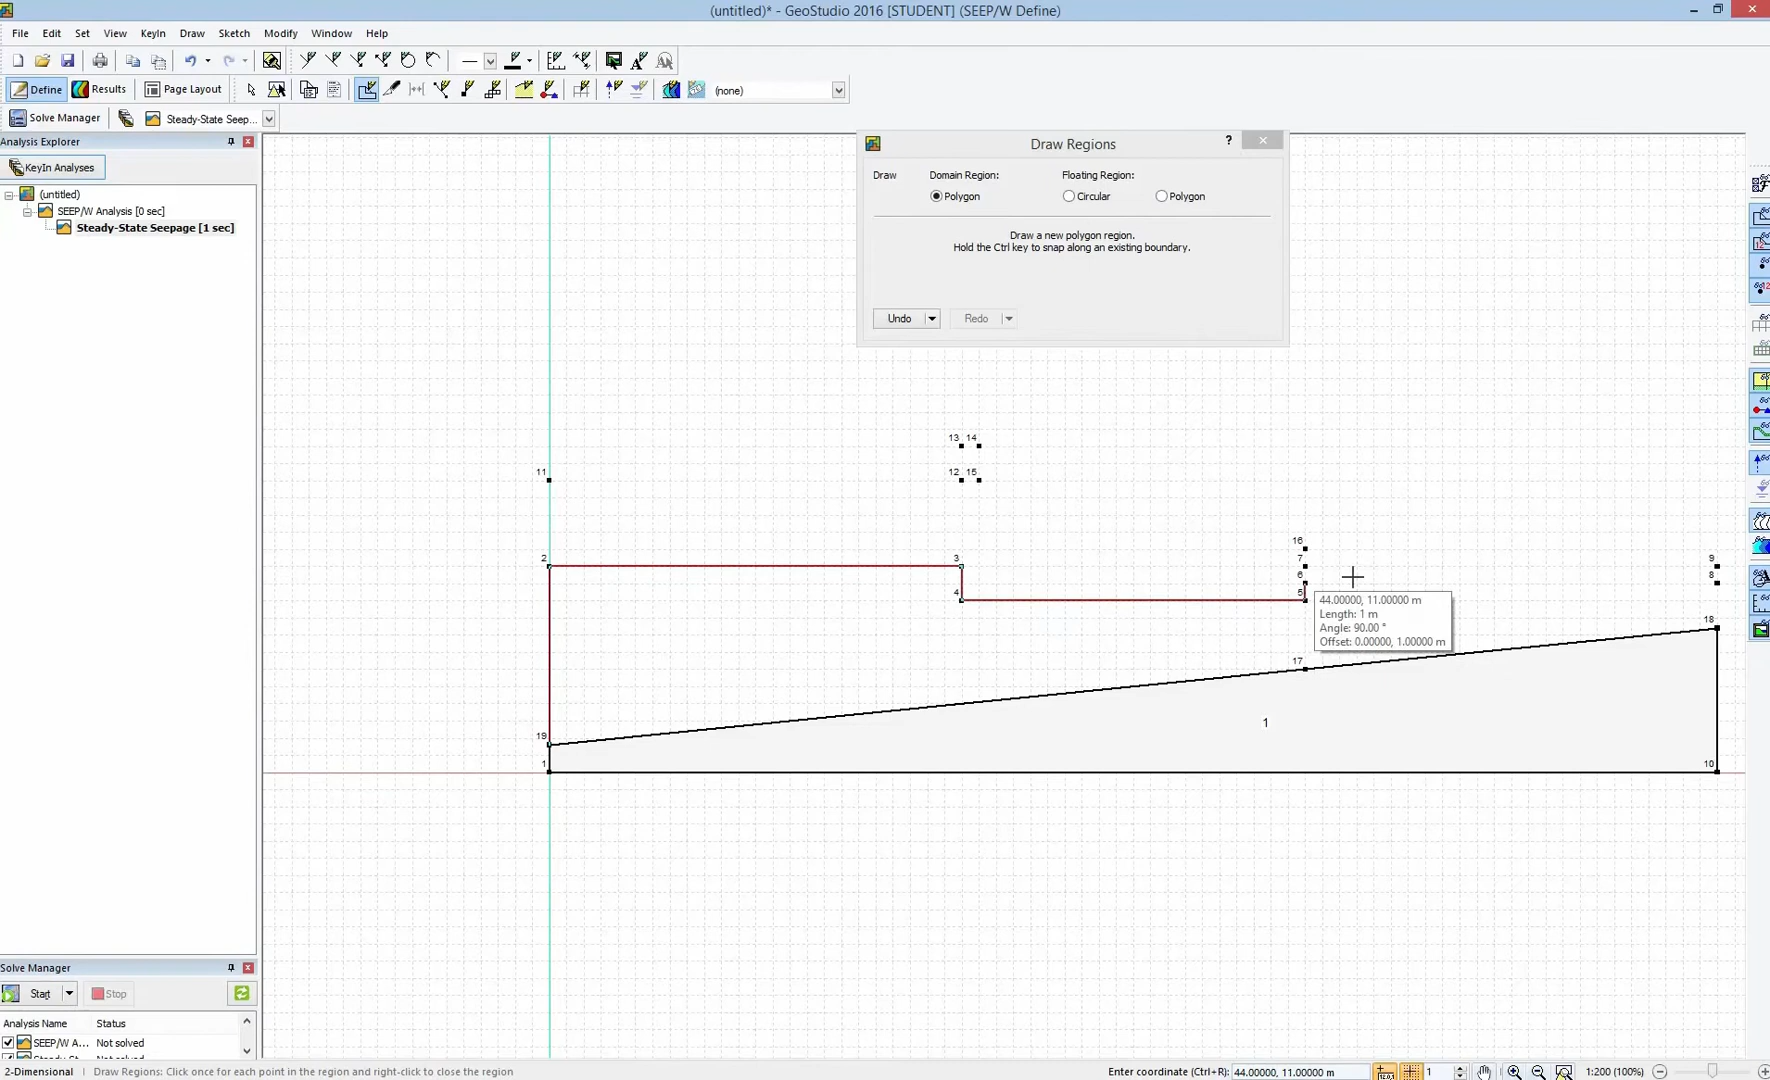 (untitled)* - GeoStudio 2016 [STUDENT] (SEEP/W Define)
File Edit Set View KeyIn Draw Sketch Modify Window Help
Define Results Page Layout (none)
Solve Manager Steady-State Seep...
Analysis Explorer
KeyIn Analyses
(untitled)
SEEP/W Analysis [0 sec]
Steady-State Seepage [1 sec]
Draw Regions ?
Draw Domain Region: Floating Region:
Polygon Circular Polygon
Draw a new polygon region.
Hold the Ctrl key to snap along an existing boundary.
Undo Redo
13 14
11 12 15
16
2 3 7 9
6 8
4 5
44.00000, 11.00000 m
Length: 1 m
Angle: 90.00 °
Offset: 0.00000, 1.00000 m
18
17
1
19
1 10
Solve Manager
Start Stop
Analysis Name Status
SEEP/W A... Not solved
2-Dimensional Draw Regions: Click once for each point in the region and right-click to close the region Enter coordinate (Ctrl+R): 44.00000, 11.00000 m 1 1:200 (100%)